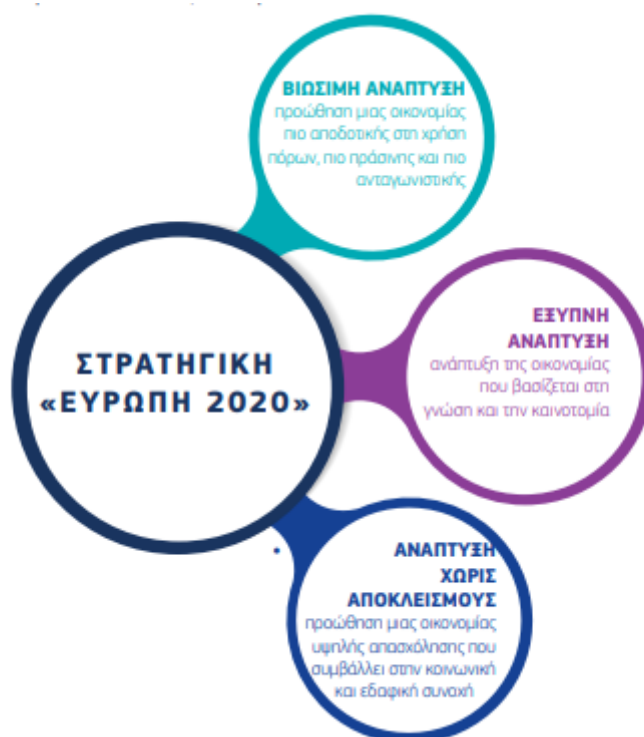 ΒΙΩΣΙΜΗ ΑΝΑΠΤΥΞΗ
προώθηση μιας οικονομίας
πιο αποδοτικής στη χρήση
πόρων, πιο πράσινης και πιο
ανταγωνιστικής
ΣΤΡΑΤΗΓΙΚΗ
«ΕΥΡΩΠΗ 2020»
ΕΞΥΠΝΗ
ΑΝΑΠΤΥΞΗ
ανάπτυξη της οικονομίας
που βασίζεται στη
γνώση και την καινοτομία
ΑΝΑΠΤΥΞΗ
ΧΩΡΙΣ
ΑΠΟΚΛΕΙΣΜΟΥΣ
προώθηση μιας οικονομίας
υψηλής απασχόλησης που
συμβάλλει στην κοινωνική
και εδαφική συνοχή